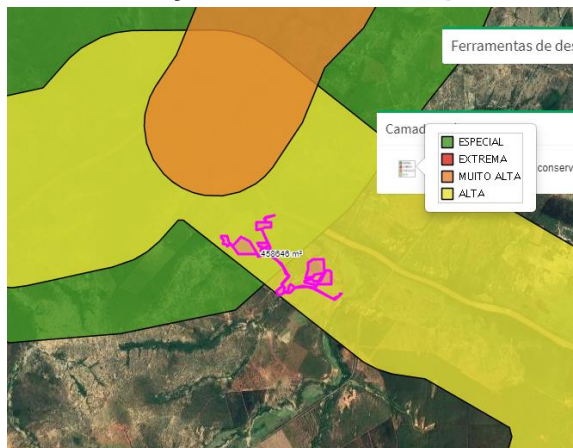 Ferramentas de des
Camad
ESPECIAL
EXTREMA
MUITO ALTA
ALTA
conserv
458646 m²